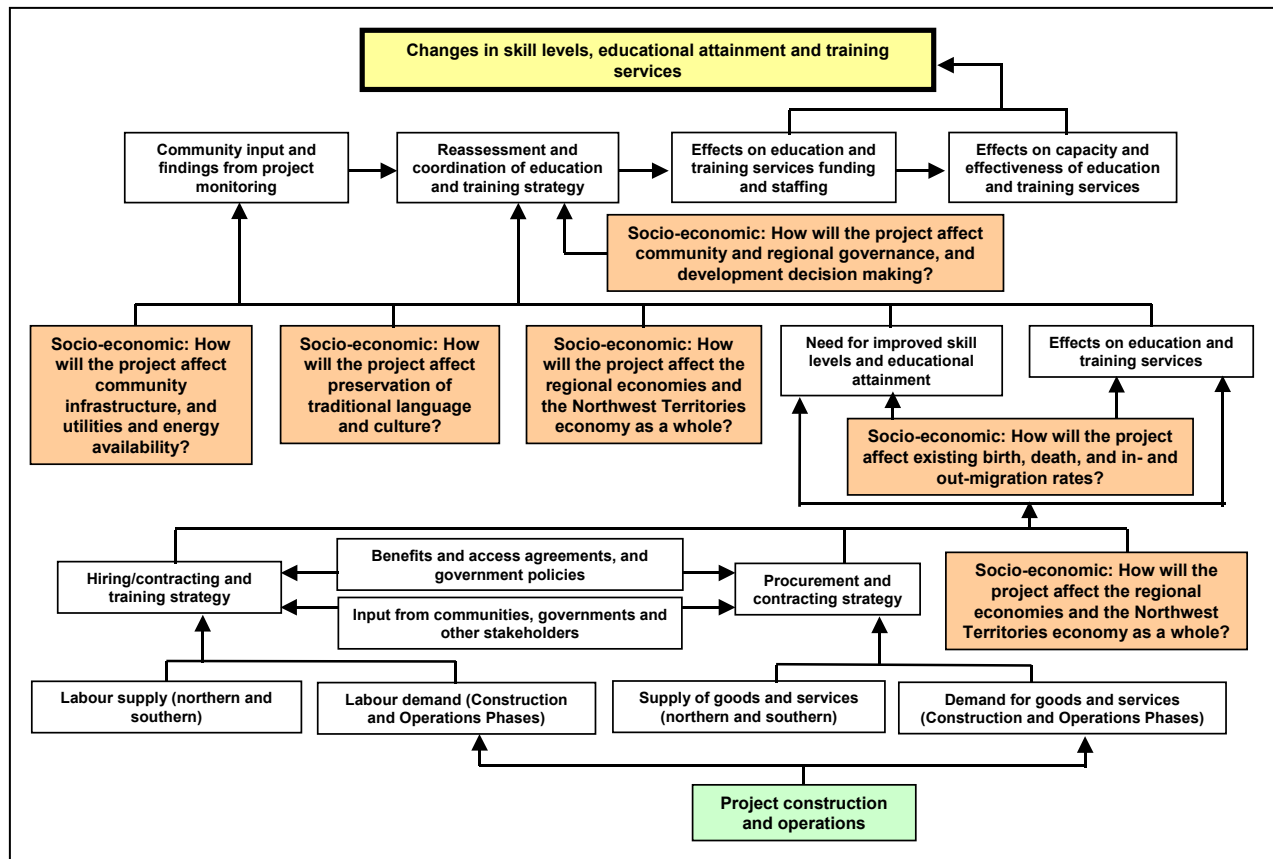 Changes in skill levels, educational attainment and training
services
Community input and
findings from project
monitoring
Reassessment and
coordination of education
and training strategy
Effects on education and
training services funding
and staffing
Effects on capacity and
effectiveness of education
and training services
Socio-economic: How will the project affect
community and regional governance, and
development decision making?
Socio-economic: How
will the project affect
community
infrastructure, and
utilities and energy
availability?
Socio-economic: How
will the project affect
preservation of
traditional language
and culture?
Socio-economic: How
will the project affect the
regional economies and
the Northwest Territories
economy as a whole?
Need for improved skill
levels and educational
attainment
Effects on education and
training services
Socio-economic: How will the project
affect existing birth, death, and in- and
out-migration rates?
Hiring/contracting and
training strategy
Benefits and access agreements, and
government policies
Input from communities, governments and
other stakeholders
Procurement and
contracting strategy
Socio-economic: How will the
project affect the regional
economies and the Northwest
Territories economy as a whole?
Labour supply (northern and
southern)
Labour demand (Construction
and Operations Phases)
Supply of goods and services
(northern and southern)
Demand for goods and services
(Construction and Operations Phases)
Project construction
and operations